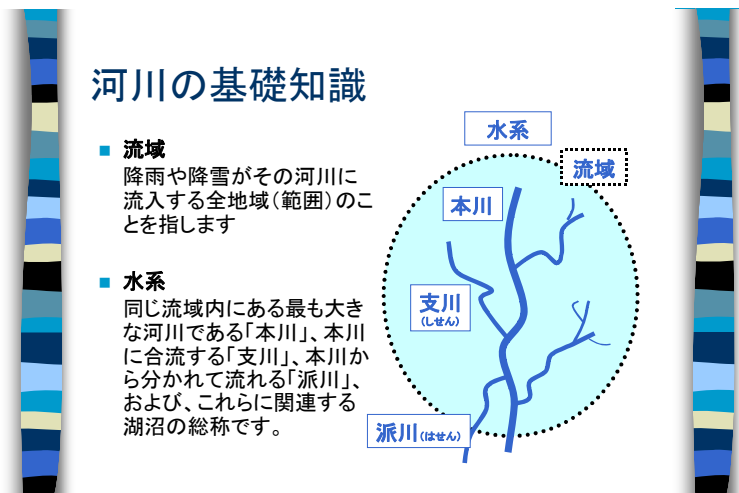 河川の基礎知識
流域
降雨や降雪がその河川に
流入する全地域(範囲)のこ
とを指します
水系
同じ流域内にある最も大き
な河川である「本川」、本川
に合流する「支川」、本川か
ら分かれて流れる「派川」、
および、これらに関連する
湖沼の総称です。
水系
流域
本川
支川
(しせん)
派川(はせん)